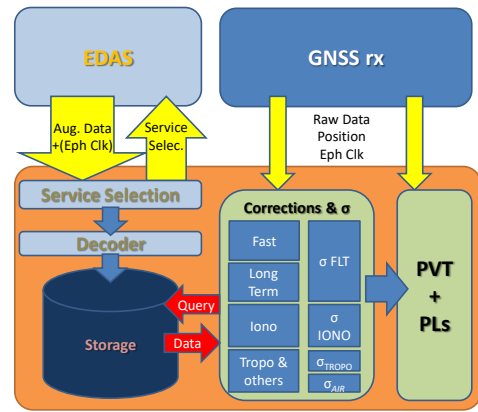 EDAS
GNSS rx
Aug. Data
+(Eph Clk)
Service
Selec.
Raw Data
Position
Eph Clk
Service Selection
Decoder
Storage
Query
Data
Corrections & σ
Fast
Long
Term
Iono
Tropo &
others
σ FLT
σ
IONO
σTROPO
σAIR
PVT
+
PLs